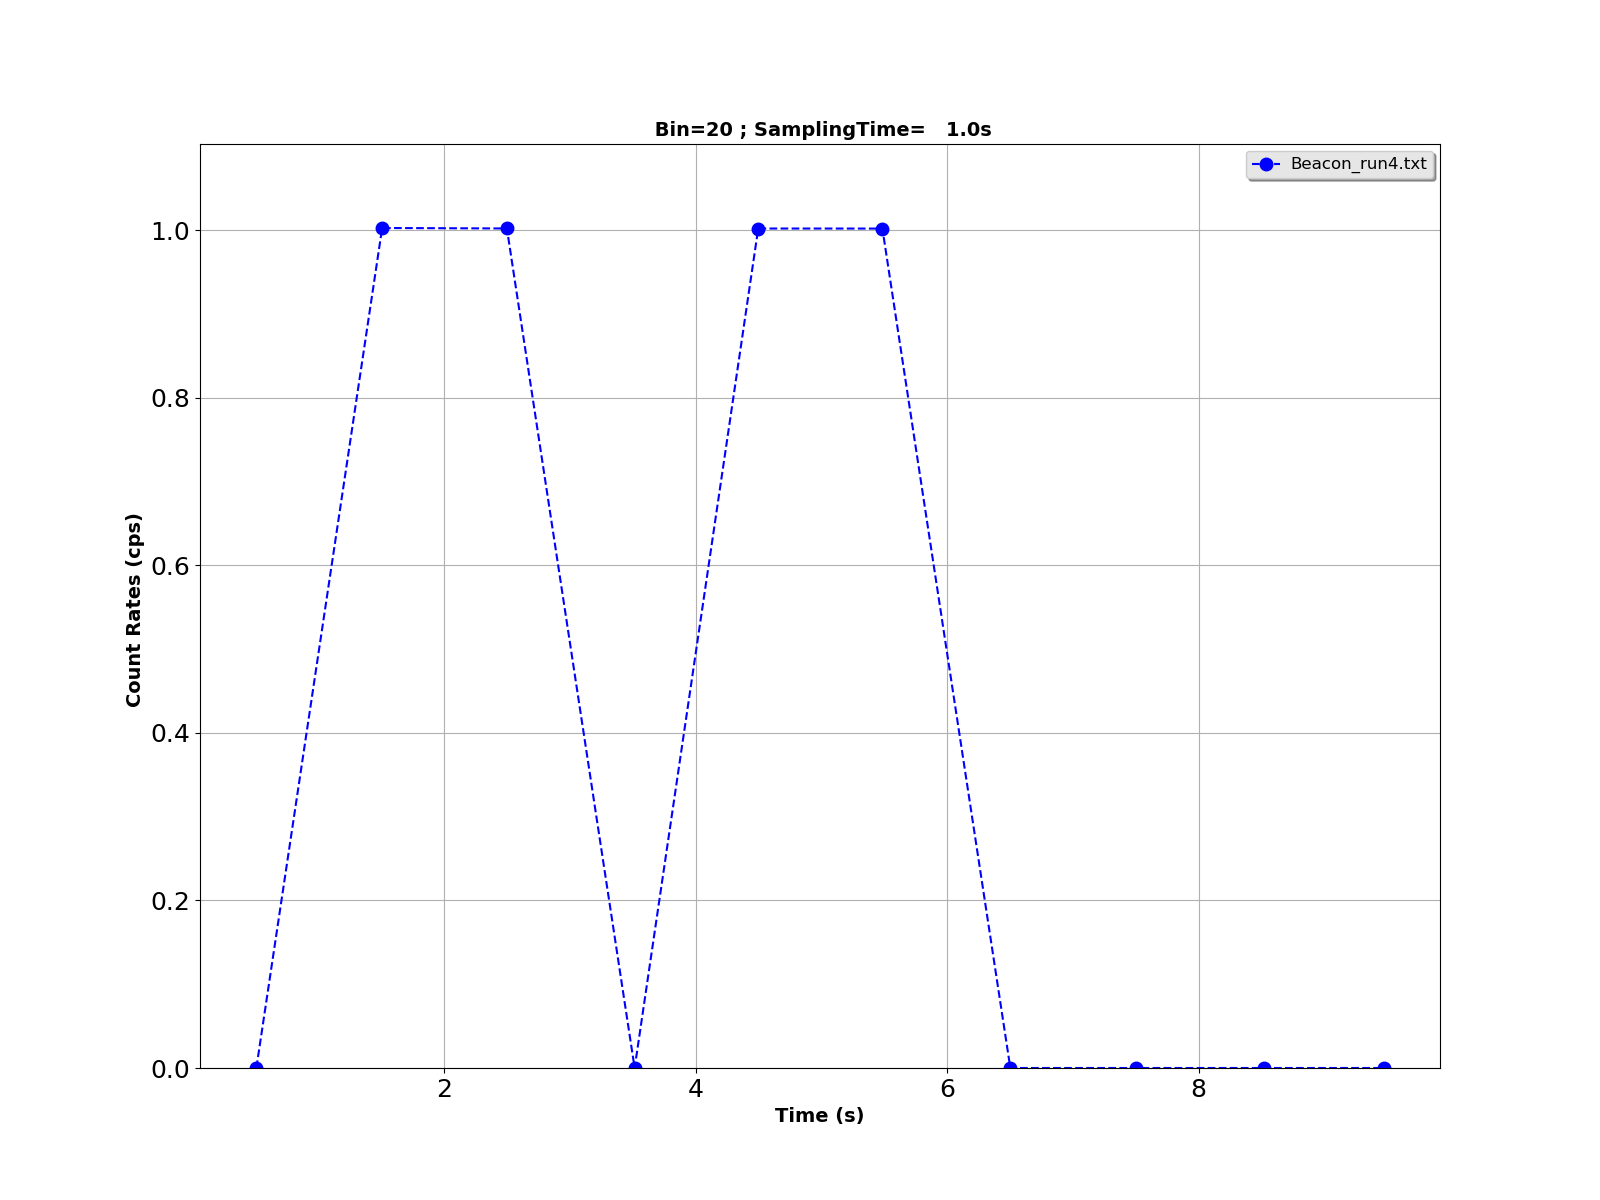 Bin=20 ; SamplingTime=   1.0s
Beacon_run4.txt
1.0
0.8
0.6
0.4
0.2
0.0
Count Rates (cps)
2 4 6 8
Time (s)